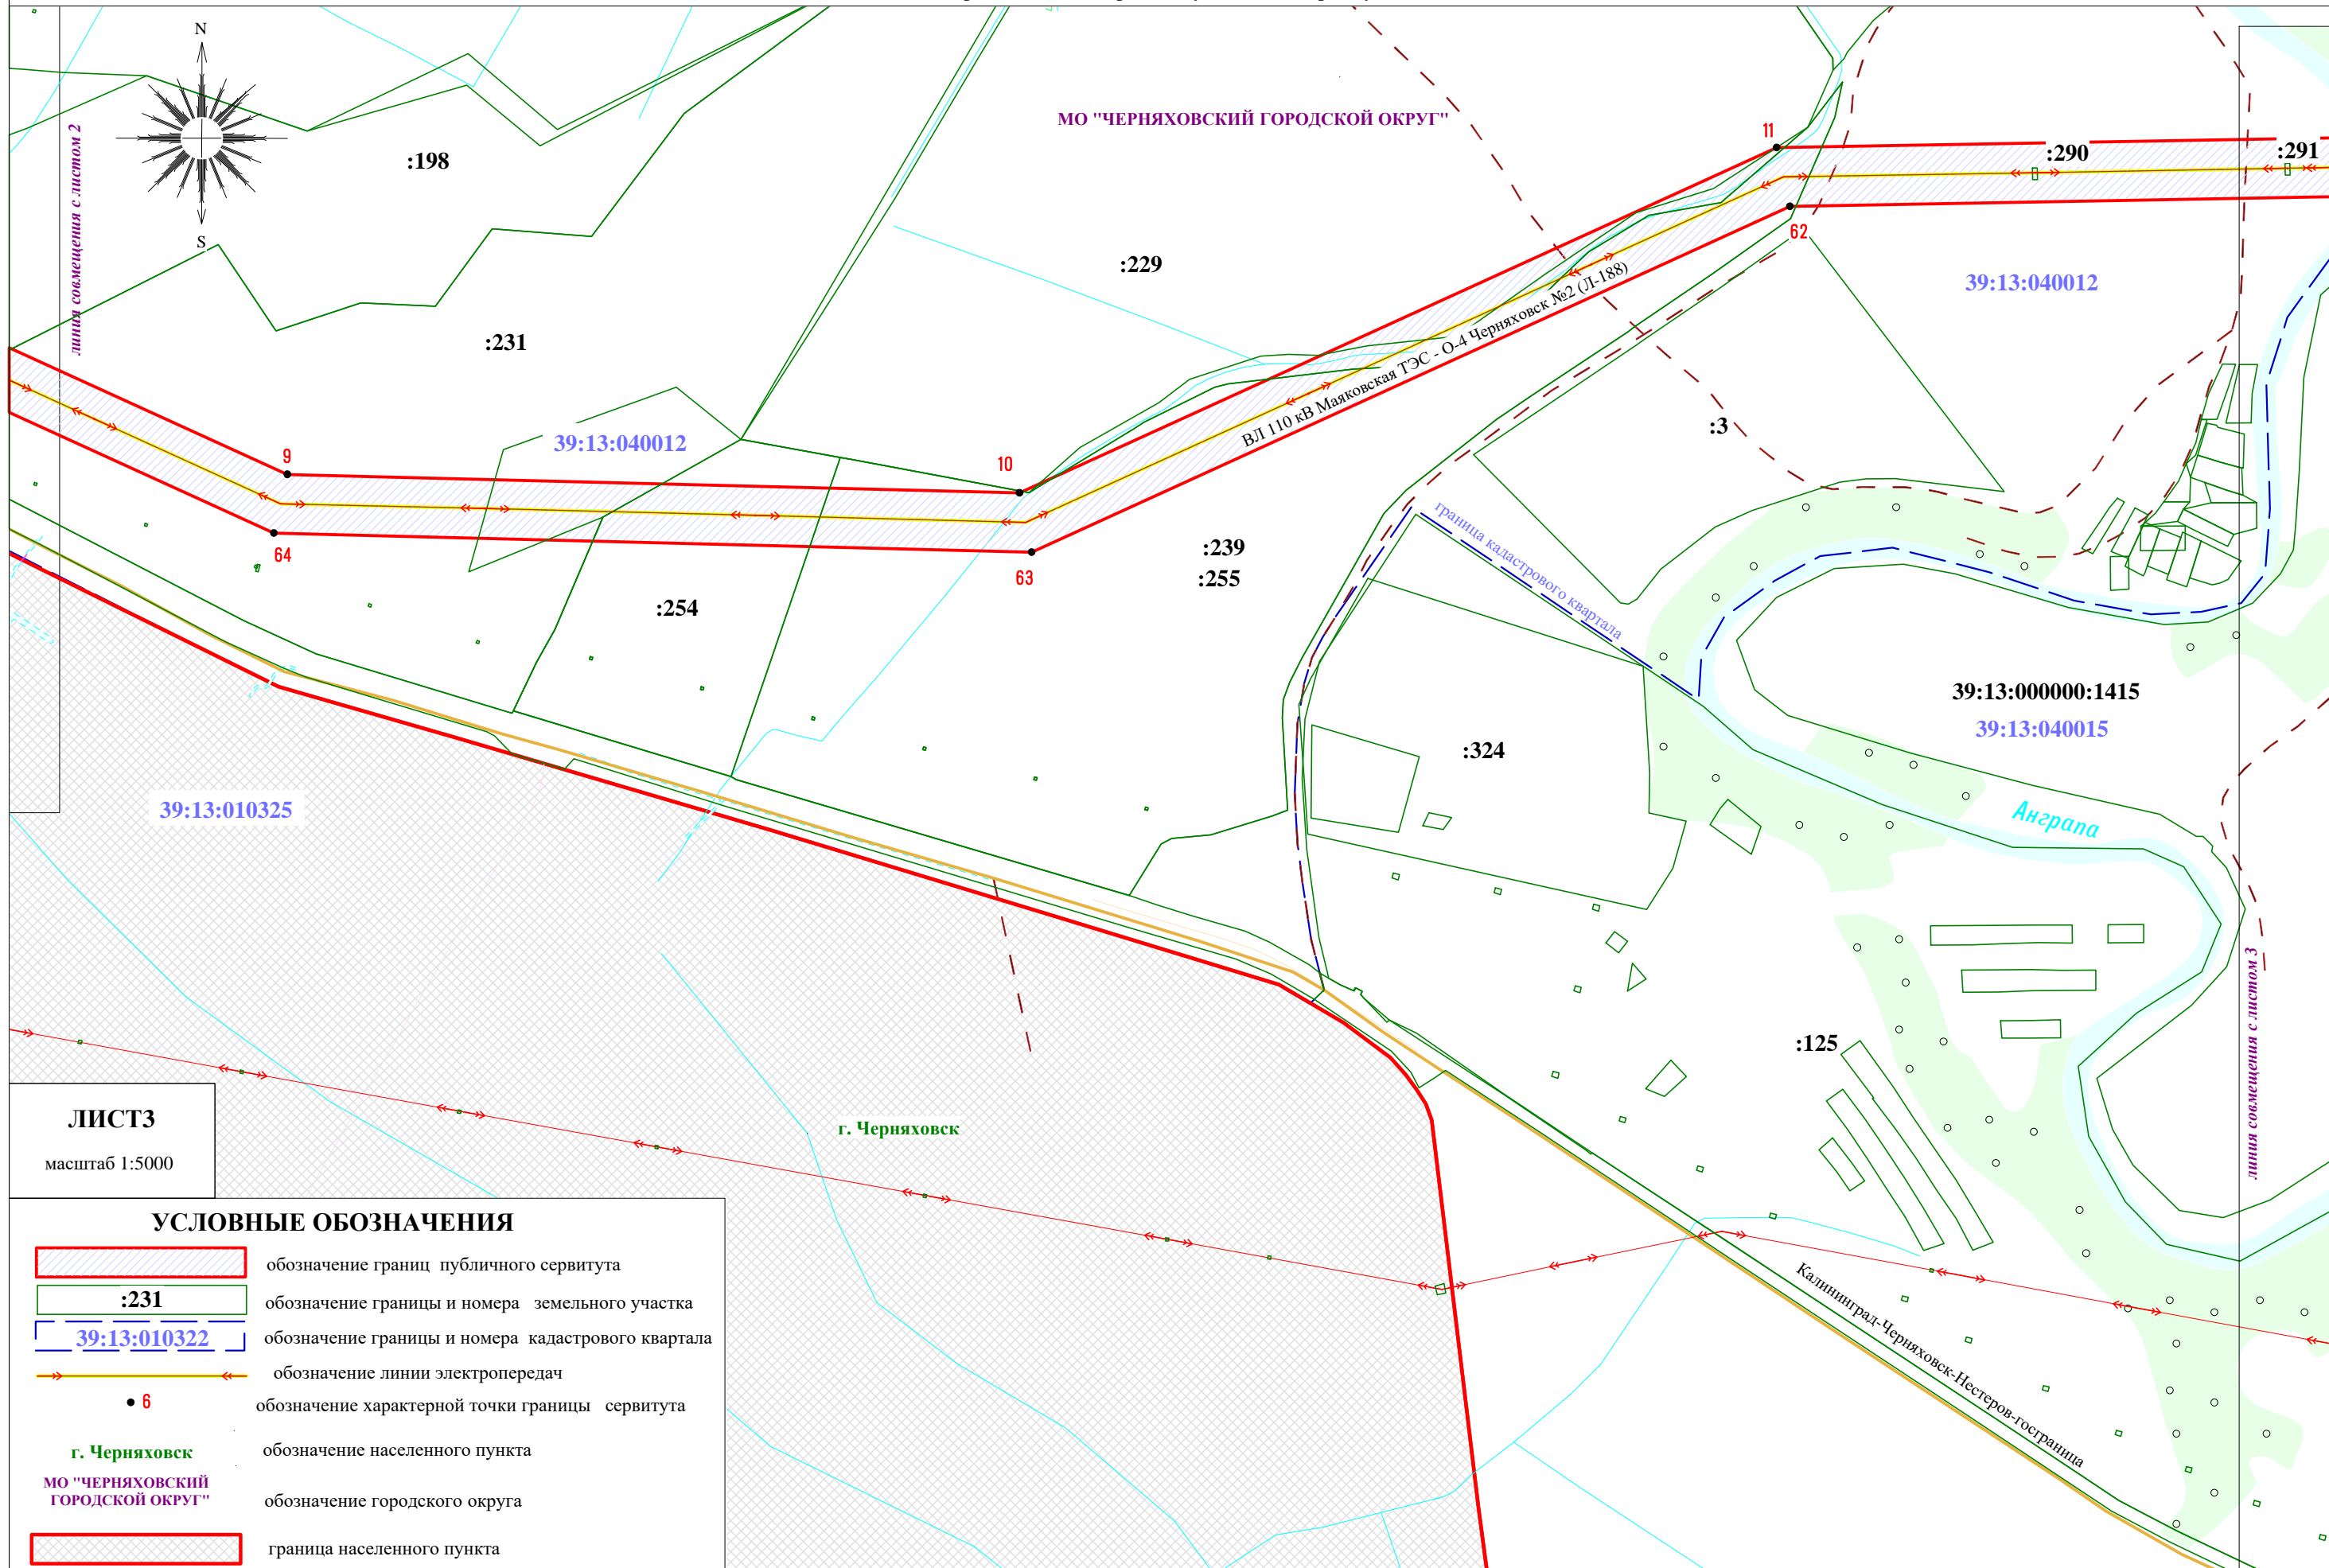 N
S
линия совмещения с листом 2
:198
МО "ЧЕРНЯХОВСКИЙ ГОРОДСКОЙ ОКРУГ"
11
:290
:291
62
:229
39:13:040012
:231
ВЛ 110 кВ Маяковская ТЭС - О-4 Черняховск №2 (Л-188)
:3
9
39:13:040012
10
64
63
:239
:255
граница кадастрового квартала
:254
39:13:000000:1415
39:13:040015
:324
39:13:010325
Анграпа
линия совмещения с листом 3
:125
ЛИСТ3
масштаб 1:5000
г. Черняховск
Калининград-Черняховск-Нестеров-госграница
УСЛОВНЫЕ ОБОЗНАЧЕНИЯ
обозначение границ публичного сервитута
:231
обозначение границы и номера земельного участка
39:13:010322
обозначение границы и номера кадастрового квартала
обозначение линии электропередач
6
обозначение характерной точки границы сервитута
г. Черняховск
обозначение населенного пункта
МО "ЧЕРНЯХОВСКИЙ
ГОРОДСКОЙ ОКРУГ"
обозначение городского округа
граница населенного пункта